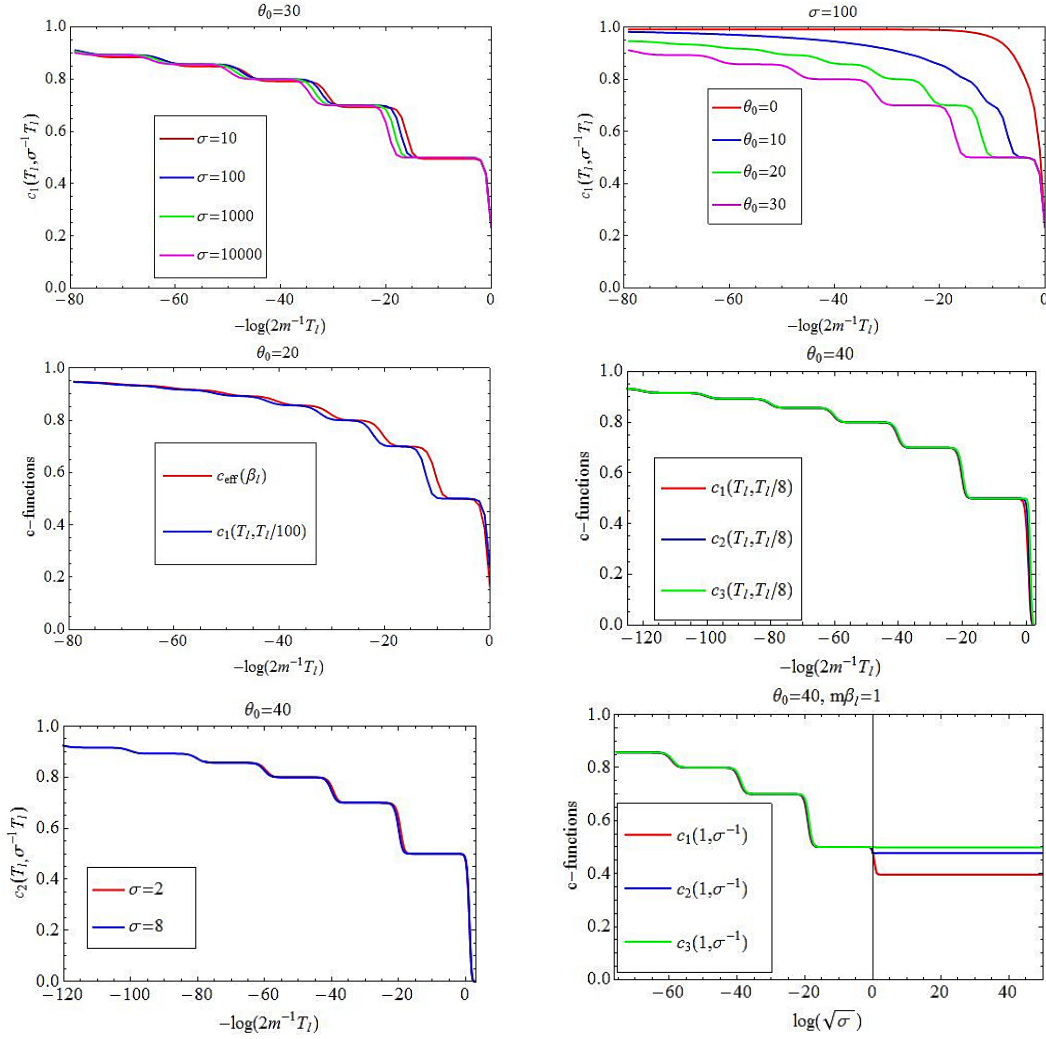 θ₀=30
c₁(Tₗ,σ⁻¹Tₗ)
1.0
0.8
0.6
0.4
0.2
0.0
σ=10
σ=100
σ=1000
σ=10000
−80 −60 −40 −20 0
−log(2m⁻¹Tₗ)
σ=100
c₁(Tₗ,σ⁻¹Tₗ)
1.0
0.8
0.6
0.4
0.2
0.0
θ₀=0
θ₀=10
θ₀=20
θ₀=30
−80 −60 −40 −20 0
−log(2m⁻¹Tₗ)
θ₀=20
c−functions
1.0
0.8
0.6
0.4
0.2
0.0
c_eff(βₗ)
c₁(Tₗ,Tₗ/100)
−80 −60 −40 −20 0
−log(2m⁻¹Tₗ)
θ₀=40
c−functions
1.0
0.8
0.6
0.4
0.2
0.0
c₁(Tₗ,Tₗ/8)
c₂(Tₗ,Tₗ/8)
c₃(Tₗ,Tₗ/8)
−120 −100 −80 −60 −40 −20 0
−log(2m⁻¹Tₗ)
θ₀=40
c₂(Tₗ,σ⁻¹Tₗ)
1.0
0.8
0.6
0.4
0.2
0.0
σ=2
σ=8
−120 −100 −80 −60 −40 −20 0
−log(2m⁻¹Tₗ)
θ₀=40, mβₗ=1
c−functions
1.0
0.8
0.6
0.4
0.2
0.0
c₁(1,σ⁻¹)
c₂(1,σ⁻¹)
c₃(1,σ⁻¹)
−60 −40 −20 0 20 40
log(√σ)